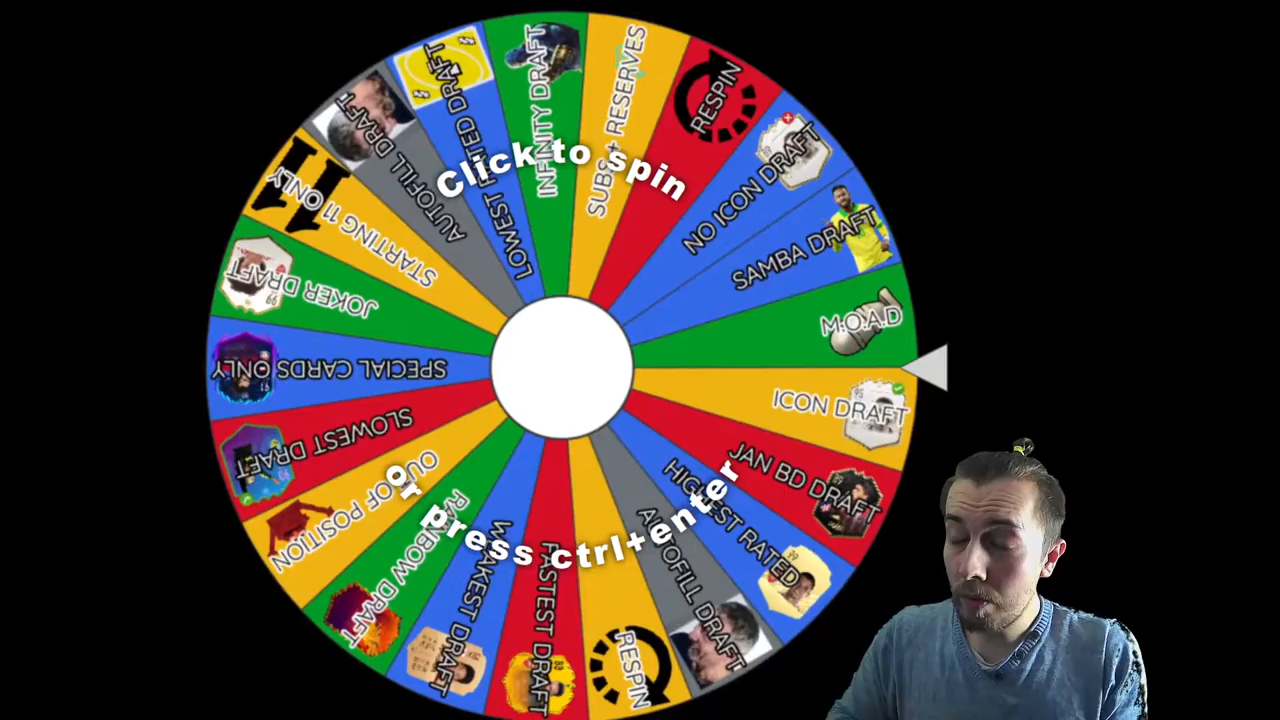 Click to spin
or press ctrl+enter
INFINITY DRAFT
SUBS + RESERVES
RESPIN
NO ICON DRAFT
SAMBA DRAFT
M.O.A.D
ICON DRAFT
JAN BD DRAFT
HIGHEST RATED
AUTOFILL DRAFT
RESPIN
FASTEST DRAFT
WEAKEST DRAFT
RAINBOW DRAFT
OUT OF POSITION
SLOWEST DRAFT
SPECIAL CARDS ONLY
JOKER DRAFT
STARTING 11 ONLY
11
AUTOFILL DRAFT
LOWEST RATED DRAFT